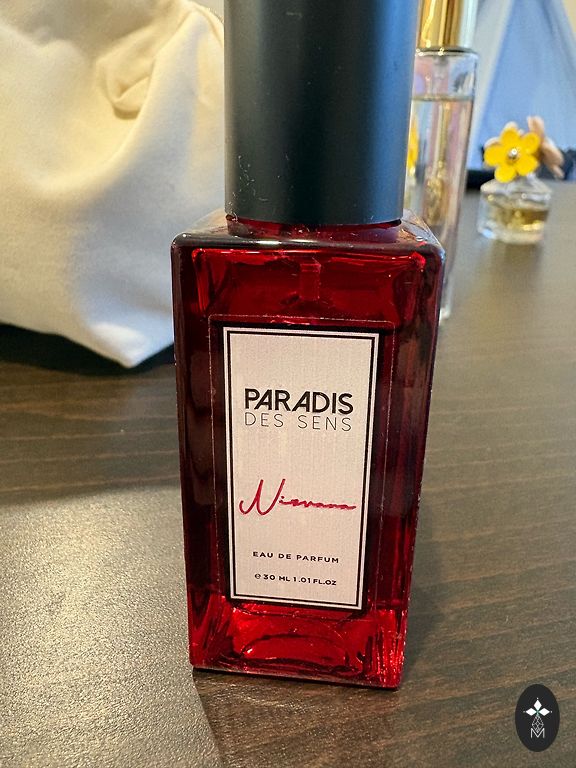 PARADIS
DES SENS
Nirvana
EAU DE PARFUM
℮ 30 ML 1.01 FL.OZ
M